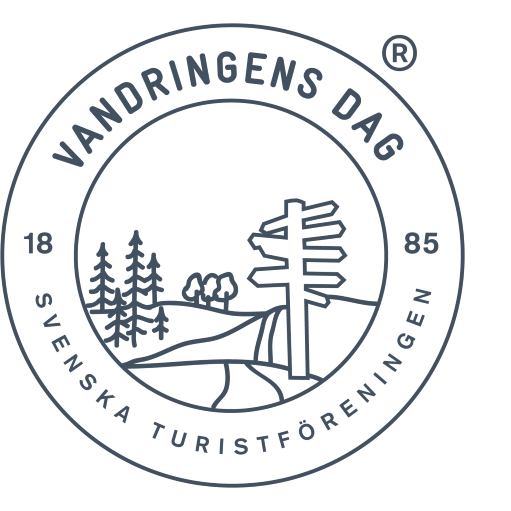 VANDRINGENS DAG
®
18
85
SVENSKA TURISTFÖRENINGEN